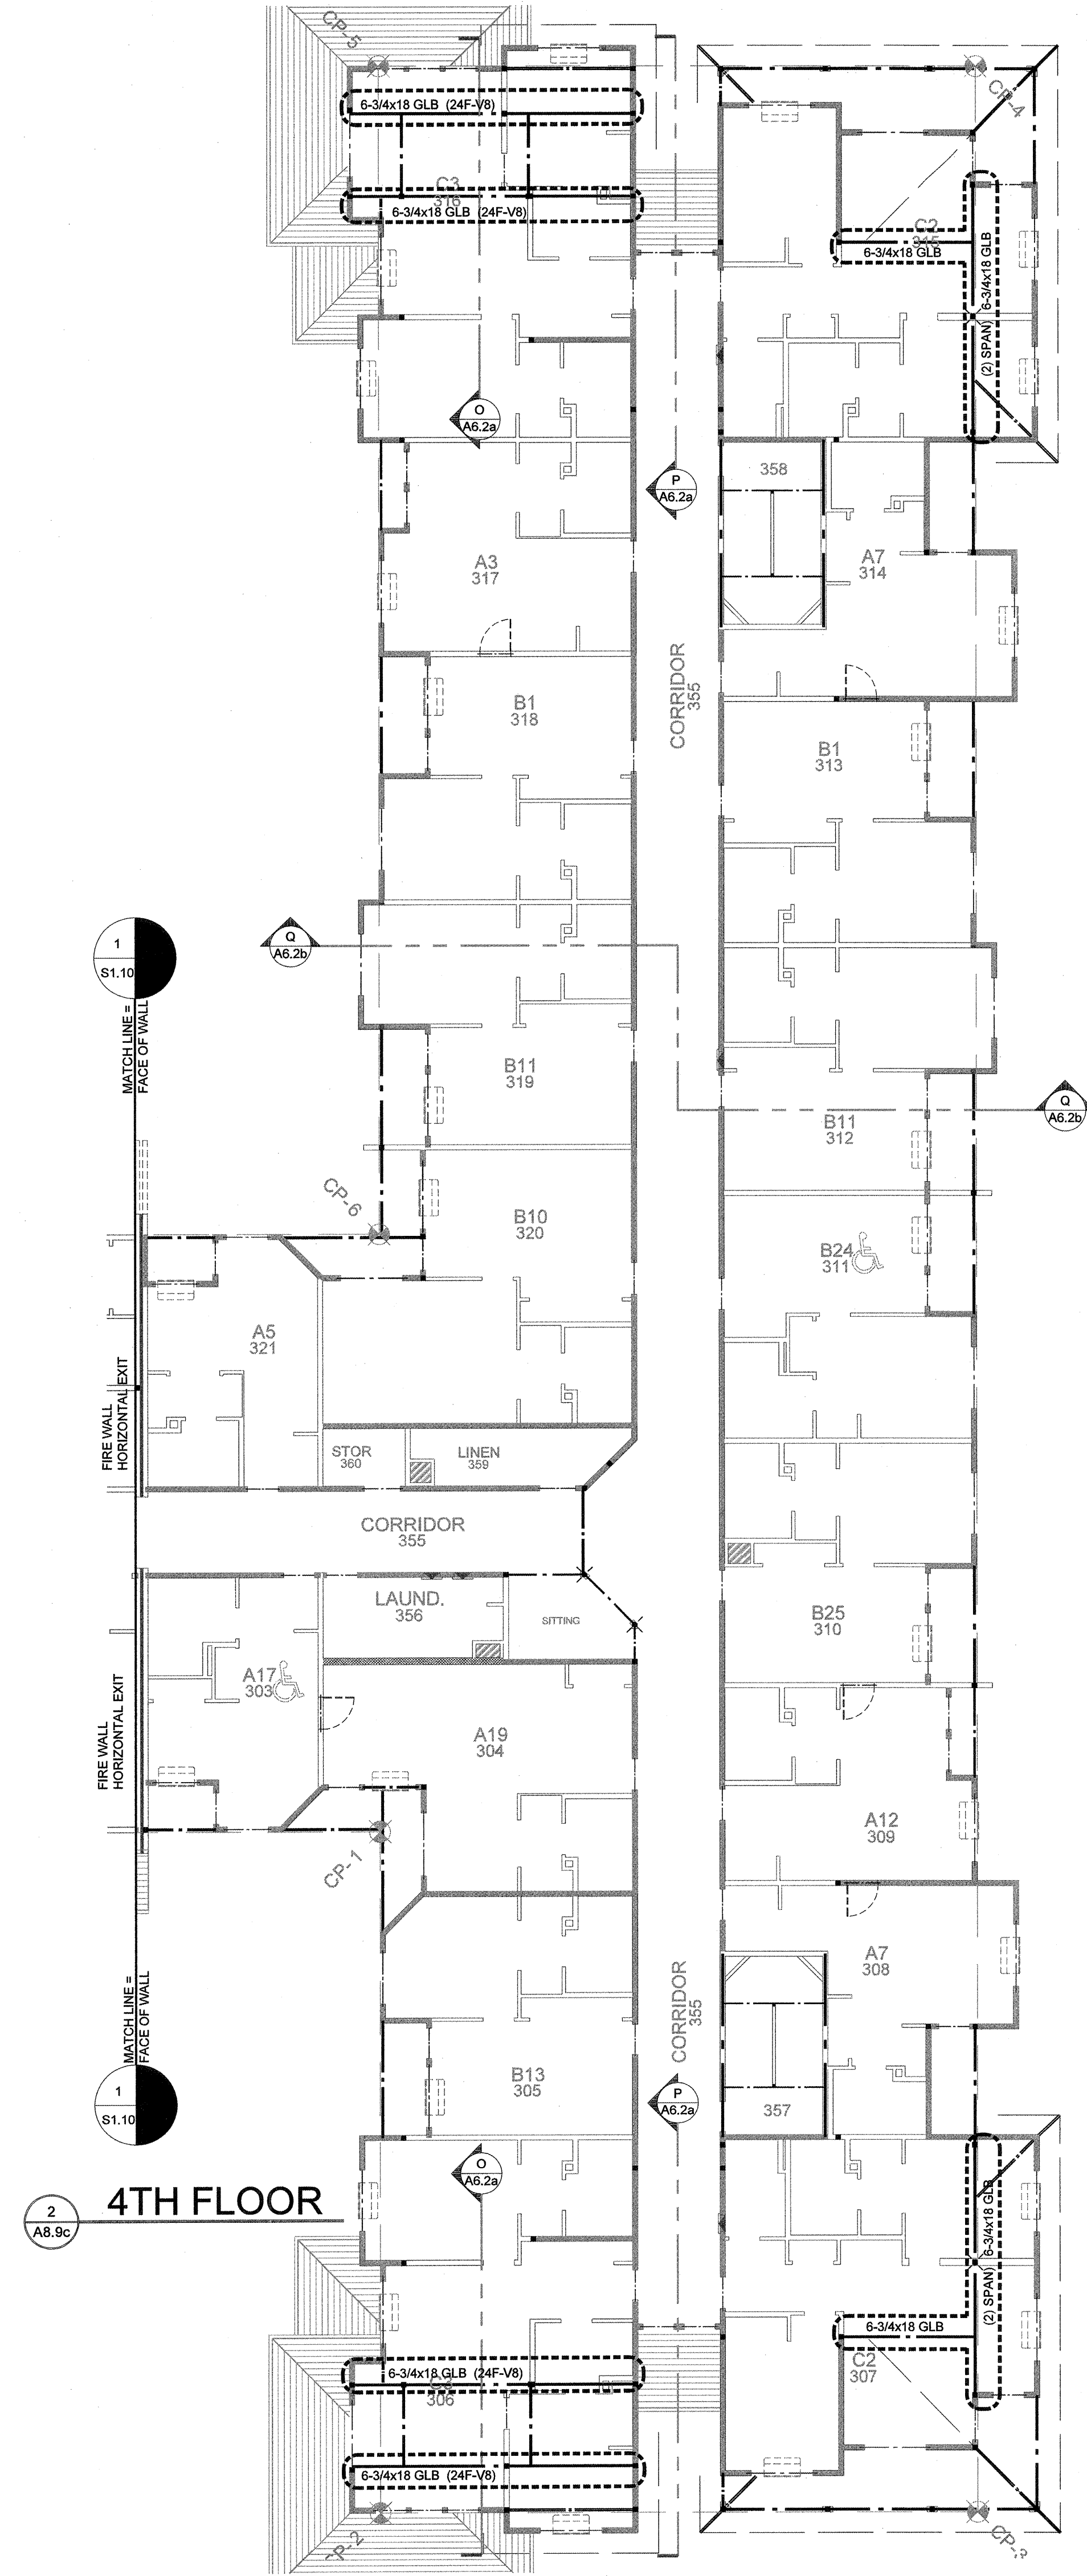 CP-5
6-3/4x18 GLB (24F-V8)
CP-4
C3
316
6-3/4x18 GLB (24F-V8)
C2
315
6-3/4x18 GLB
(2) SPAN) 6-3/4x18 GLB
O
A6.2a
358
P
A6.2a
A3
317
A7
314
CORRIDOR
355
B1
318
B1
313
1
S1.10
Q
A6.2b
MATCH LINE =
FACE OF WALL
B11
319
Q
A6.2b
B11
312
CP-6
B10
320
B24
311
A5
321
FIRE WALL
HORIZONTAL EXIT
STOR
360
LINEN
359
CORRIDOR
355
LAUND.
356
SITTING
B25
310
A17
303
FIRE WALL
HORIZONTAL EXIT
A19
304
A12
309
CP-1
A7
308
CORRIDOR
355
MATCH LINE =
FACE OF WALL
B13
305
1
S1.10
P
A6.2a
357
O
A6.2a
2
A8.9c
4TH FLOOR
(2) SPAN) 6-3/4x18 GLB
6-3/4x18 GLB
C2
307
6-3/4x18 GLB (24F-V8)
C3
306
6-3/4x18 GLB (24F-V8)
CP-2